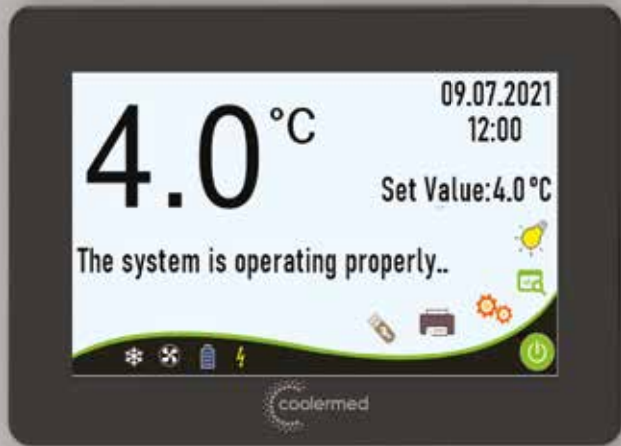 4.0 °C
09.07.2021
12:00
Set Value:4.0 °C
The system is operating properly..
coolermed